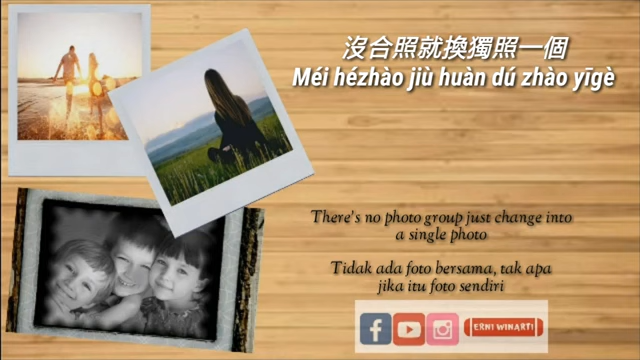 沒合照就換獨照一個
Méi hézhào jiù huàn dú zhào yīgè
There's no photo group just change into
a single photo
Tidak ada foto bersama, tak apa
jika itu foto sendiri
ERNI WINARTI